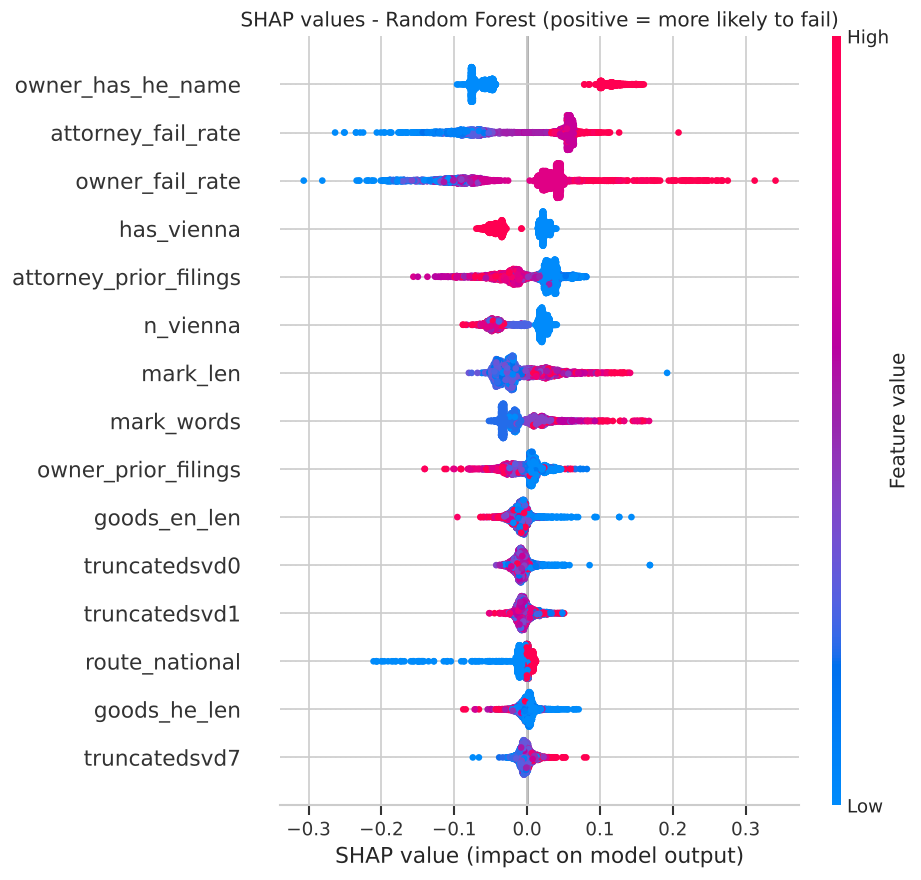 SHAP values - Random Forest (positive = more likely to fail)
High
owner_has_he_name
attorney_fail_rate
owner_fail_rate
has_vienna
attorney_prior_filings
n_vienna
mark_len
mark_words
owner_prior_filings
goods_en_len
truncatedsvd0
truncatedsvd1
route_national
goods_he_len
truncatedsvd7
Feature value
Low
−0.3 −0.2 −0.1 0.0 0.1 0.2 0.3
SHAP value (impact on model output)